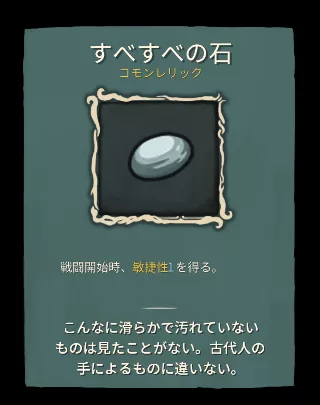 すべすべの石
コモンレリック
戦闘開始時、敏捷性1を得る。
こんなに滑らかで汚れていない
ものは見たことがない。古代人の
手によるものに違いない。